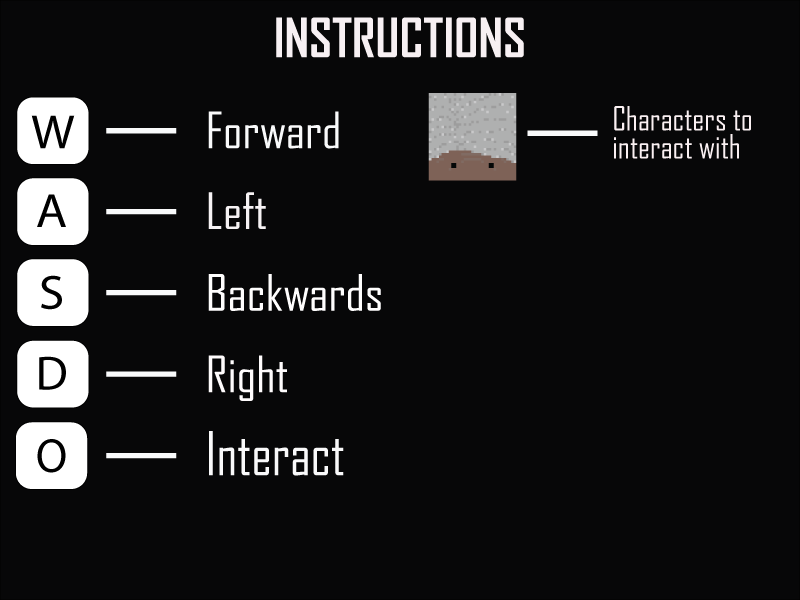 INSTRUCTIONS
W Forward
A Left
S Backwards
D Right
O Interact
Characters to
interact with